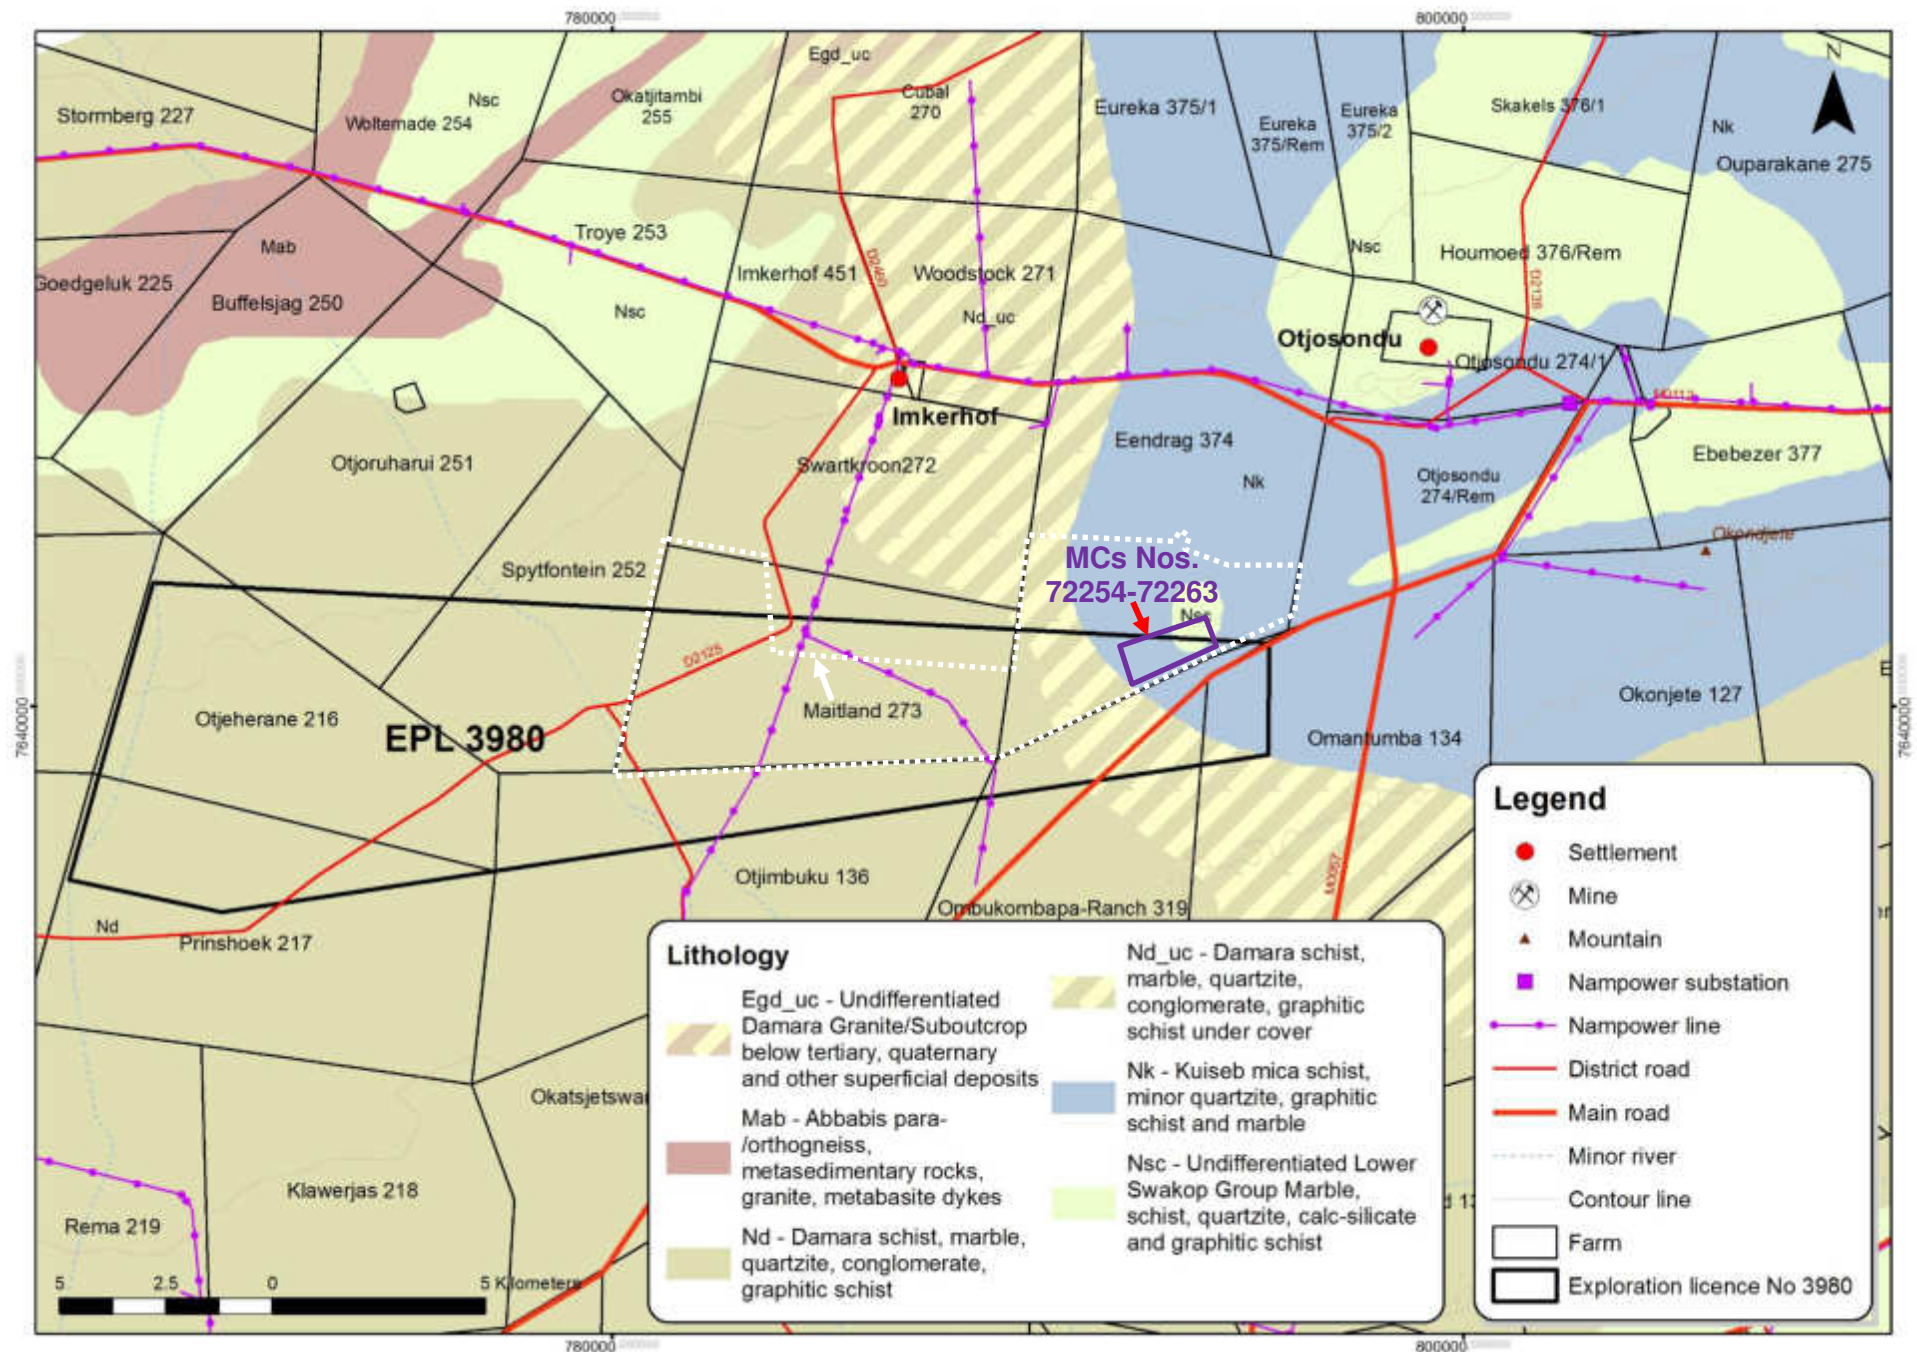 780000
800000
Egd_uc
Stormberg 227
Woltemade 254
Nsc
Okatjitambi
255
Cubal
270
Eureka 375/1
Eureka
375/Rem
Eureka
375/2
Skakels 376/1
Nk
Ouparakane 275
N
Mab
Goedgeluk 225
Buffelsjag 250
Troye 253
Nsc
Imkerhof 451
D2460
Woodstock 271
Nd_uc
Nsc
Houmoed 376/Rem
D2138
Otjosondu
Otjosondu 274/1
Imkerhof
Otjoruharui 251
Swartkroon272
Eendrag 374
Nk
Otjosondu
274/Rem
Ebebezer 377
Okondjete
Spytfontein 252
MCs Nos.
72254-72263
Nsc
D2125
Otjeherane 216
EPL 3980
Maitland 273
Omantumba 134
Okonjete 127
7640000
7640000
Nd
Prinshoek 217
Otjimbuku 136
Ombukombapa-Ranch 319
M0057
Klawerjas 218
Rema 219
5 2.5 0 5 Kilometers
Lithology
Egd_uc - Undifferentiated
Damara Granite/Suboutcrop
below tertiary, quaternary
and other superficial deposits
Mab - Abbabis para-
/orthogneiss,
metasedimentary rocks,
granite, metabasite dykes
Nd - Damara schist, marble,
quartzite, conglomerate,
graphitic schist
Nd_uc - Damara schist,
marble, quartzite,
conglomerate, graphitic
schist under cover
Nk - Kuiseb mica schist,
minor quartzite, graphitic
schist and marble
Nsc - Undifferentiated Lower
Swakop Group Marble,
schist, quartzite, calc-silicate
and graphitic schist
Legend
Settlement
Mine
Mountain
Nampower substation
Nampower line
District road
Main road
Minor river
Contour line
Farm
Exploration licence No 3980
780000
800000